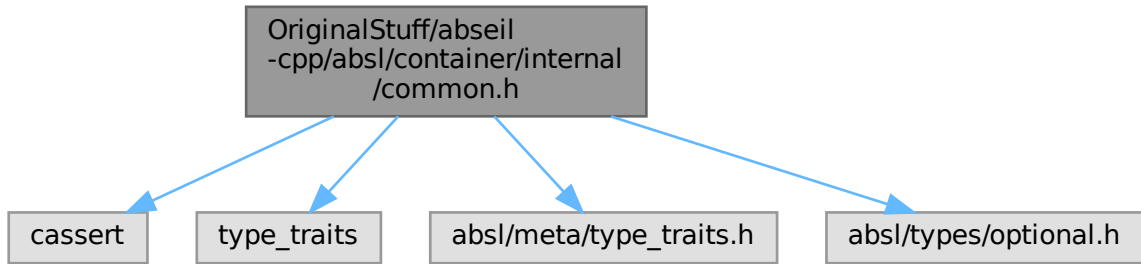 OriginalStuff/abseil
-cpp/absl/container/internal
/common.h
cassert
type_traits
absl/meta/type_traits.h
absl/types/optional.h